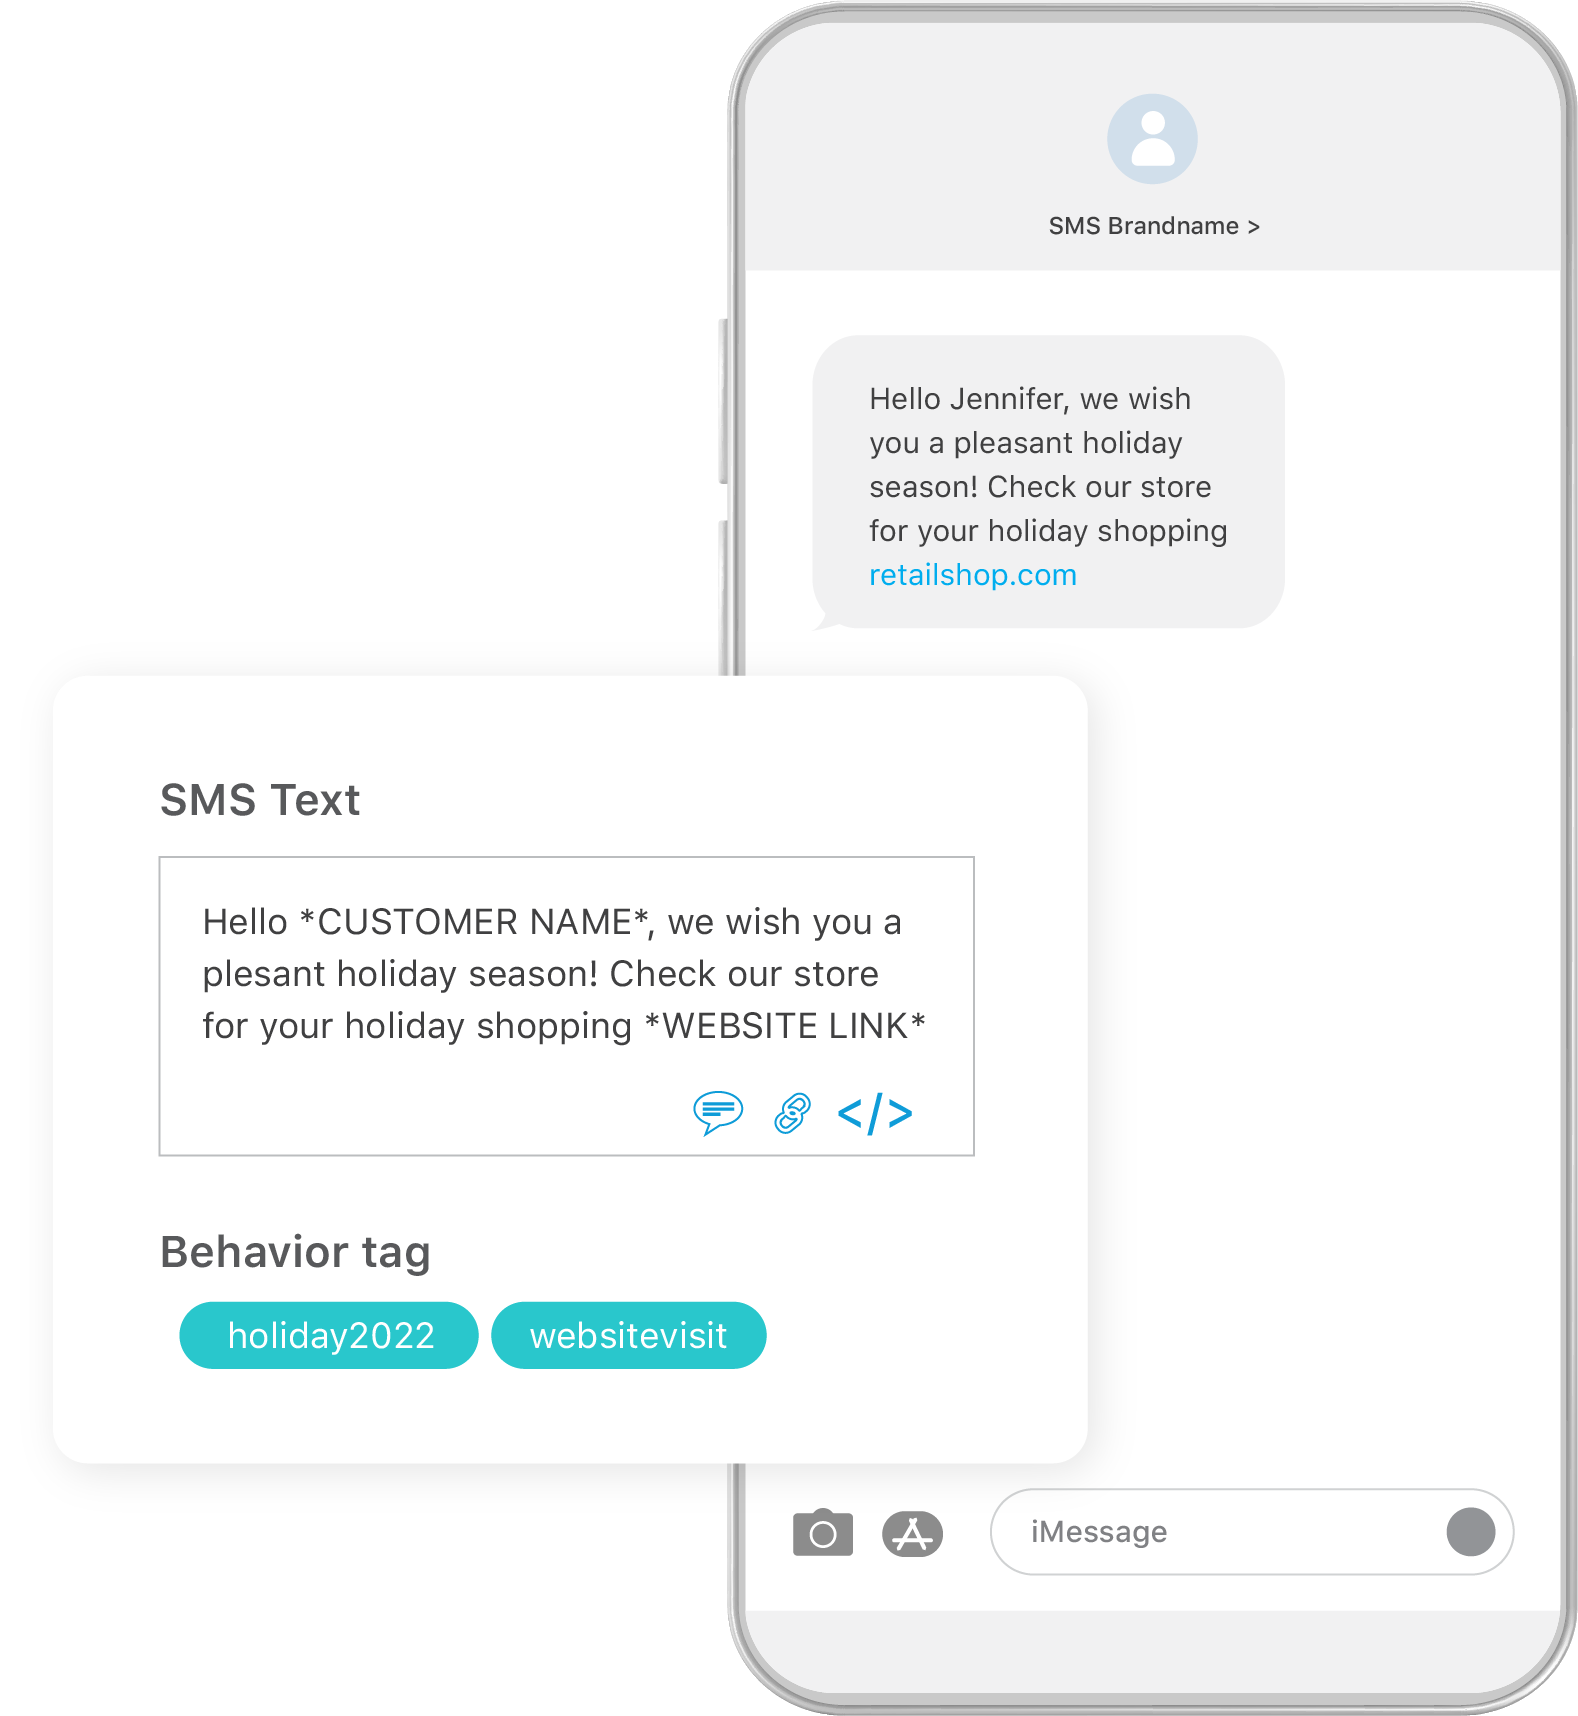 SMS Brandname >
Hello Jennifer, we wish
you a pleasant holiday
season! Check our store
for your holiday shopping
retailshop.com
SMS Text
Hello *CUSTOMER NAME*, we wish you a
plesant holiday season! Check our store
for your holiday shopping *WEBSITE LINK*
</>
Behavior tag
holiday2022 websitevisit
iMessage